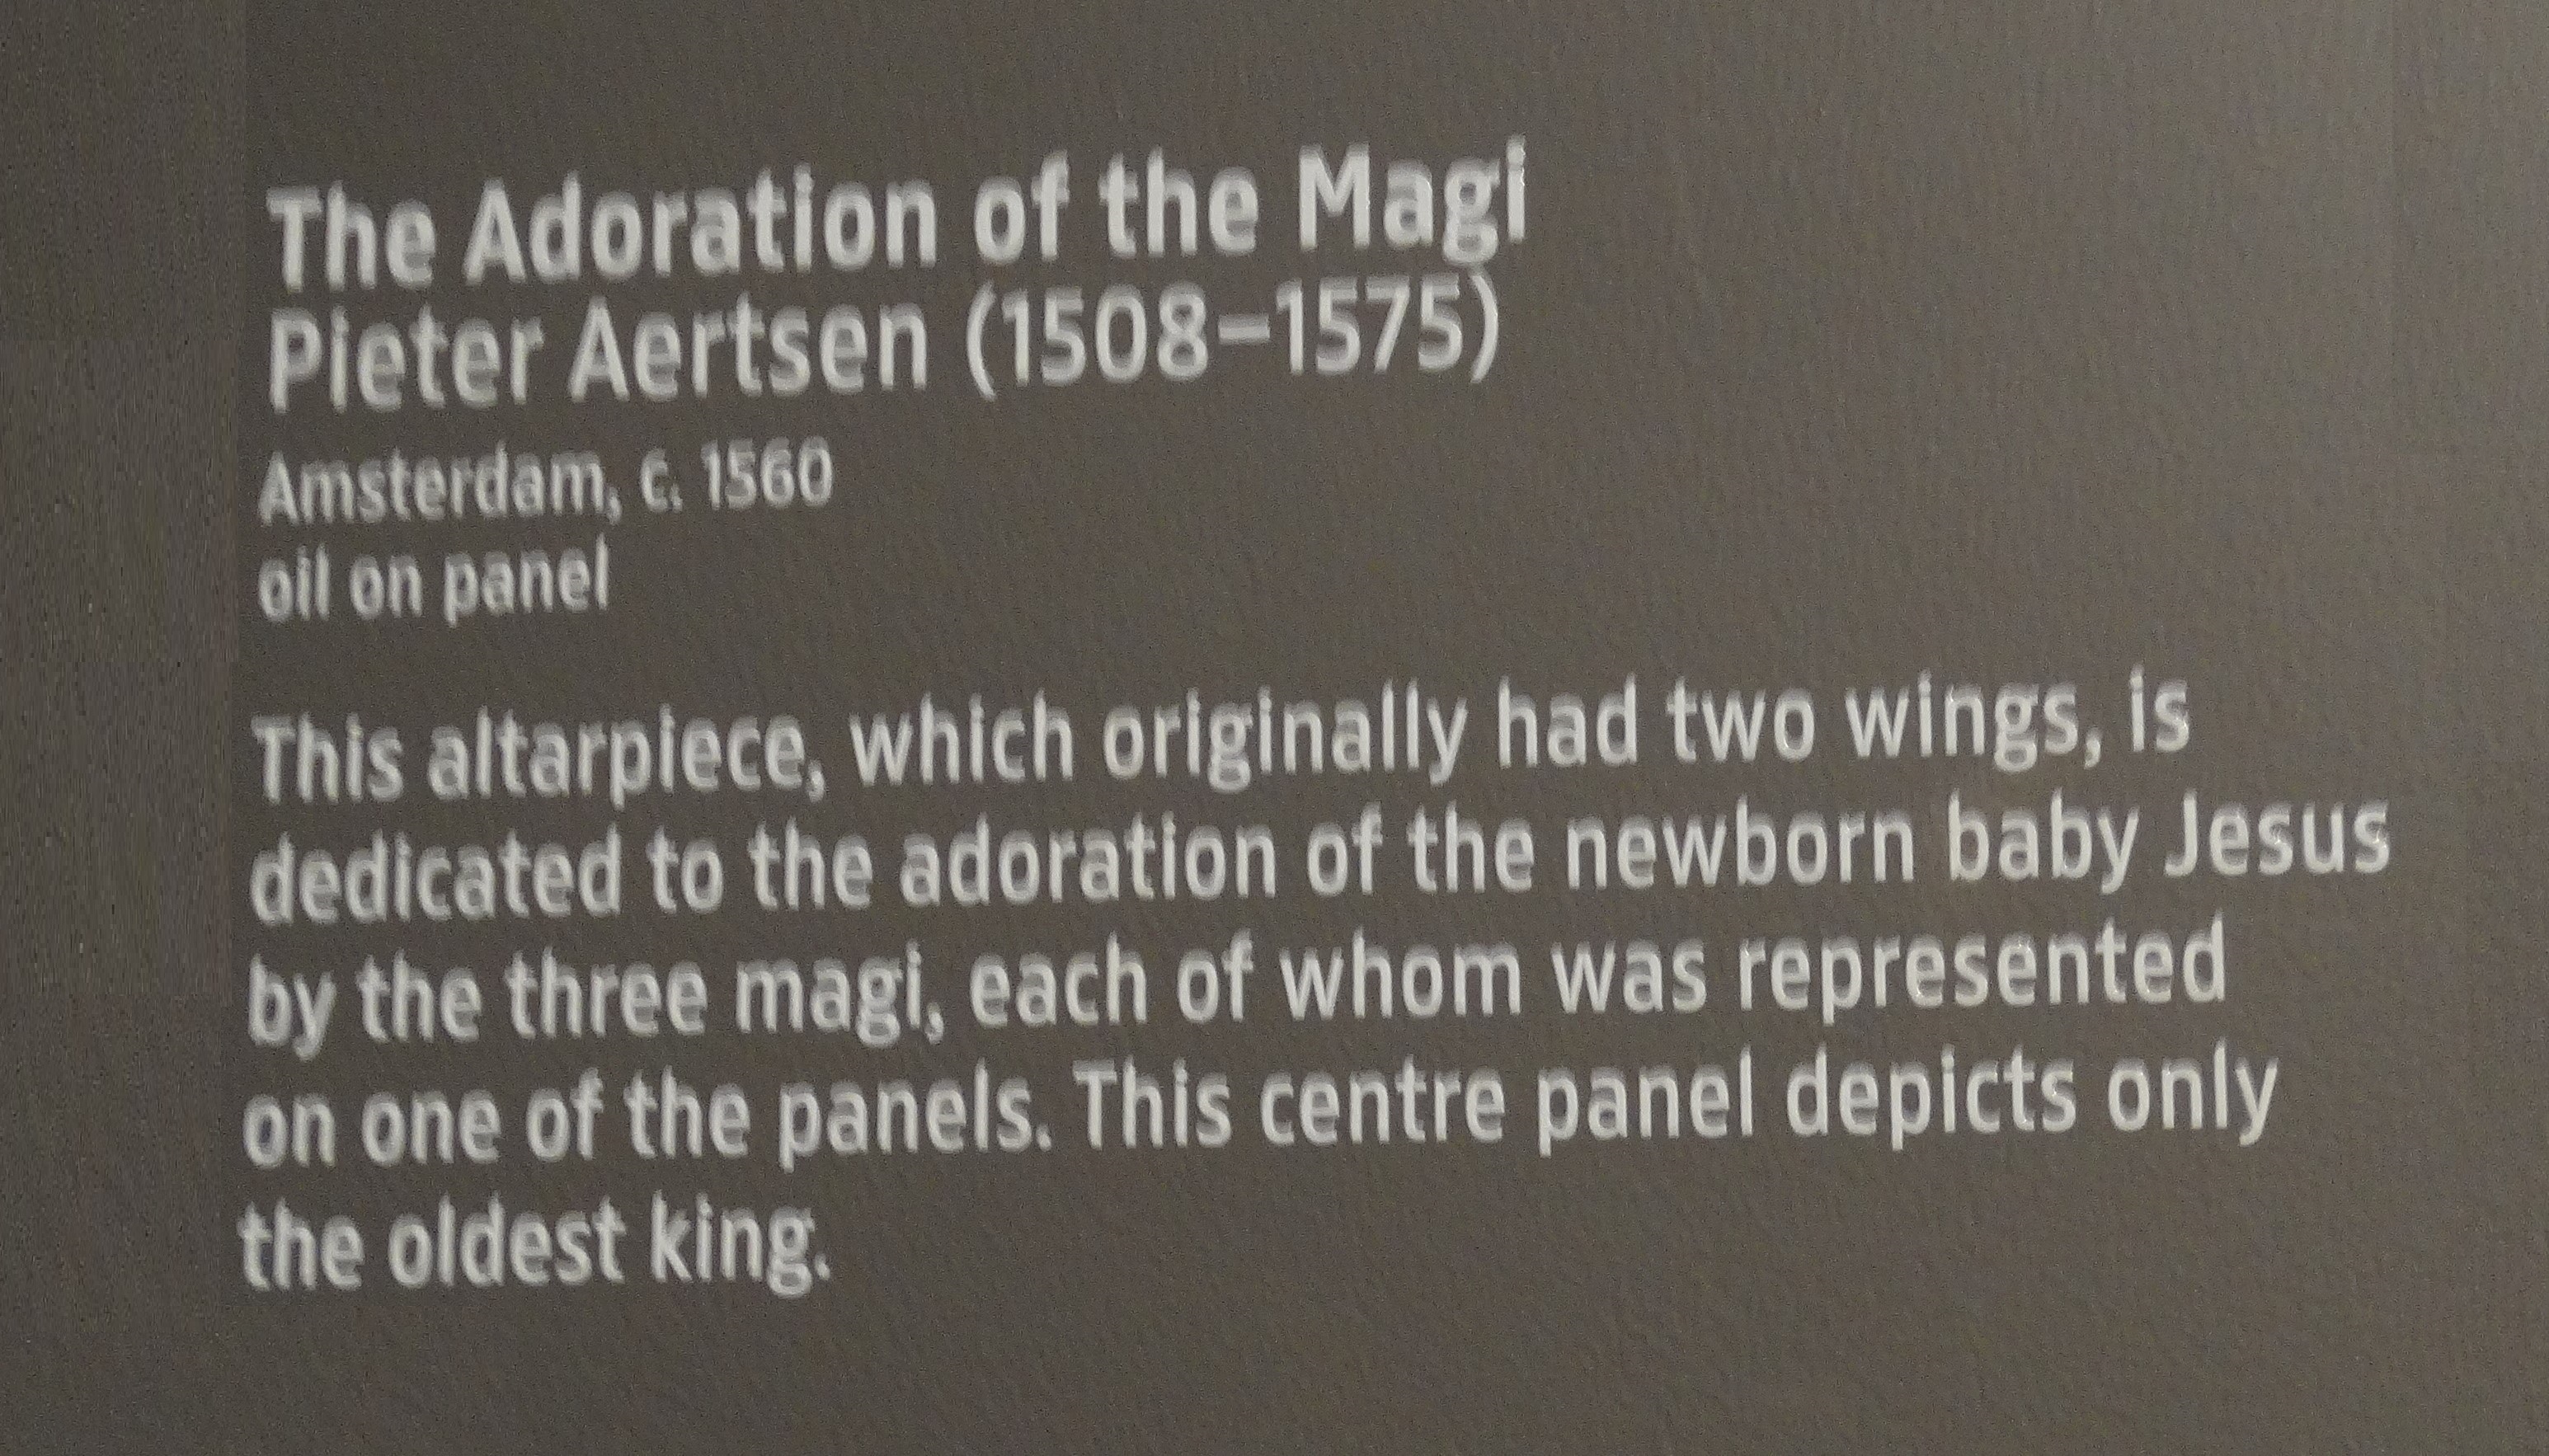 The Adoration of the Magi
Pieter Aertsen (1508–1575)
Amsterdam, c. 1560
oil on panel
This altarpiece, which originally had two wings, is
dedicated to the adoration of the newborn baby Jesus
by the three magi, each of whom was represented
on one of the panels. This centre panel depicts only
the oldest king.